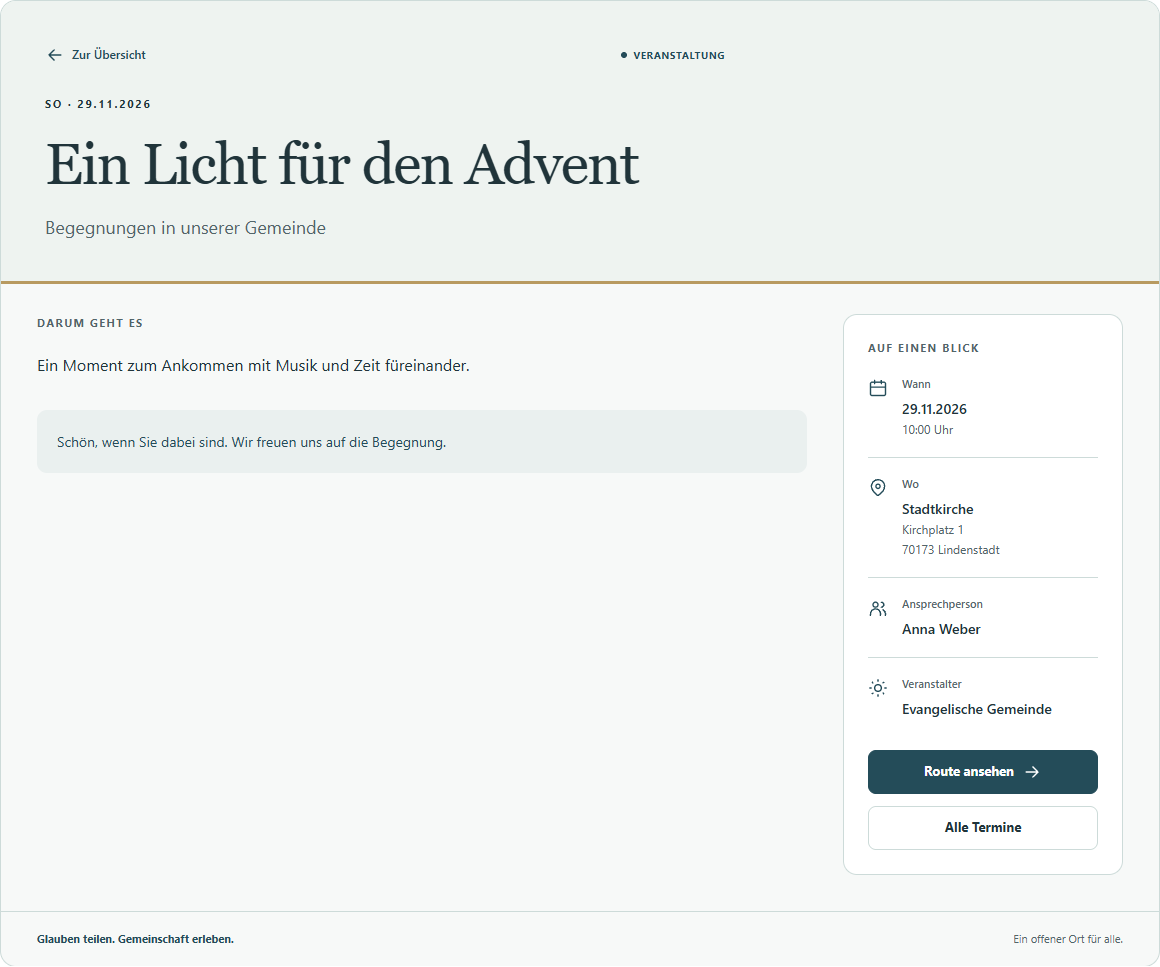 Zur Übersicht
VERANSTALTUNG
SO · 29.11.2026
Ein Licht für den Advent
Begegnungen in unserer Gemeinde
DARUM GEHT ES
Ein Moment zum Ankommen mit Musik und Zeit füreinander.
Schön, wenn Sie dabei sind. Wir freuen uns auf die Begegnung.
AUF EINEN BLICK
Wann
29.11.2026
10:00 Uhr
Wo
Stadtkirche
Kirchplatz 1
70173 Lindenstadt
Ansprechperson
Anna Weber
Veranstalter
Evangelische Gemeinde
Route ansehen
Alle Termine
Glauben teilen. Gemeinschaft erleben.
Ein offener Ort für alle.